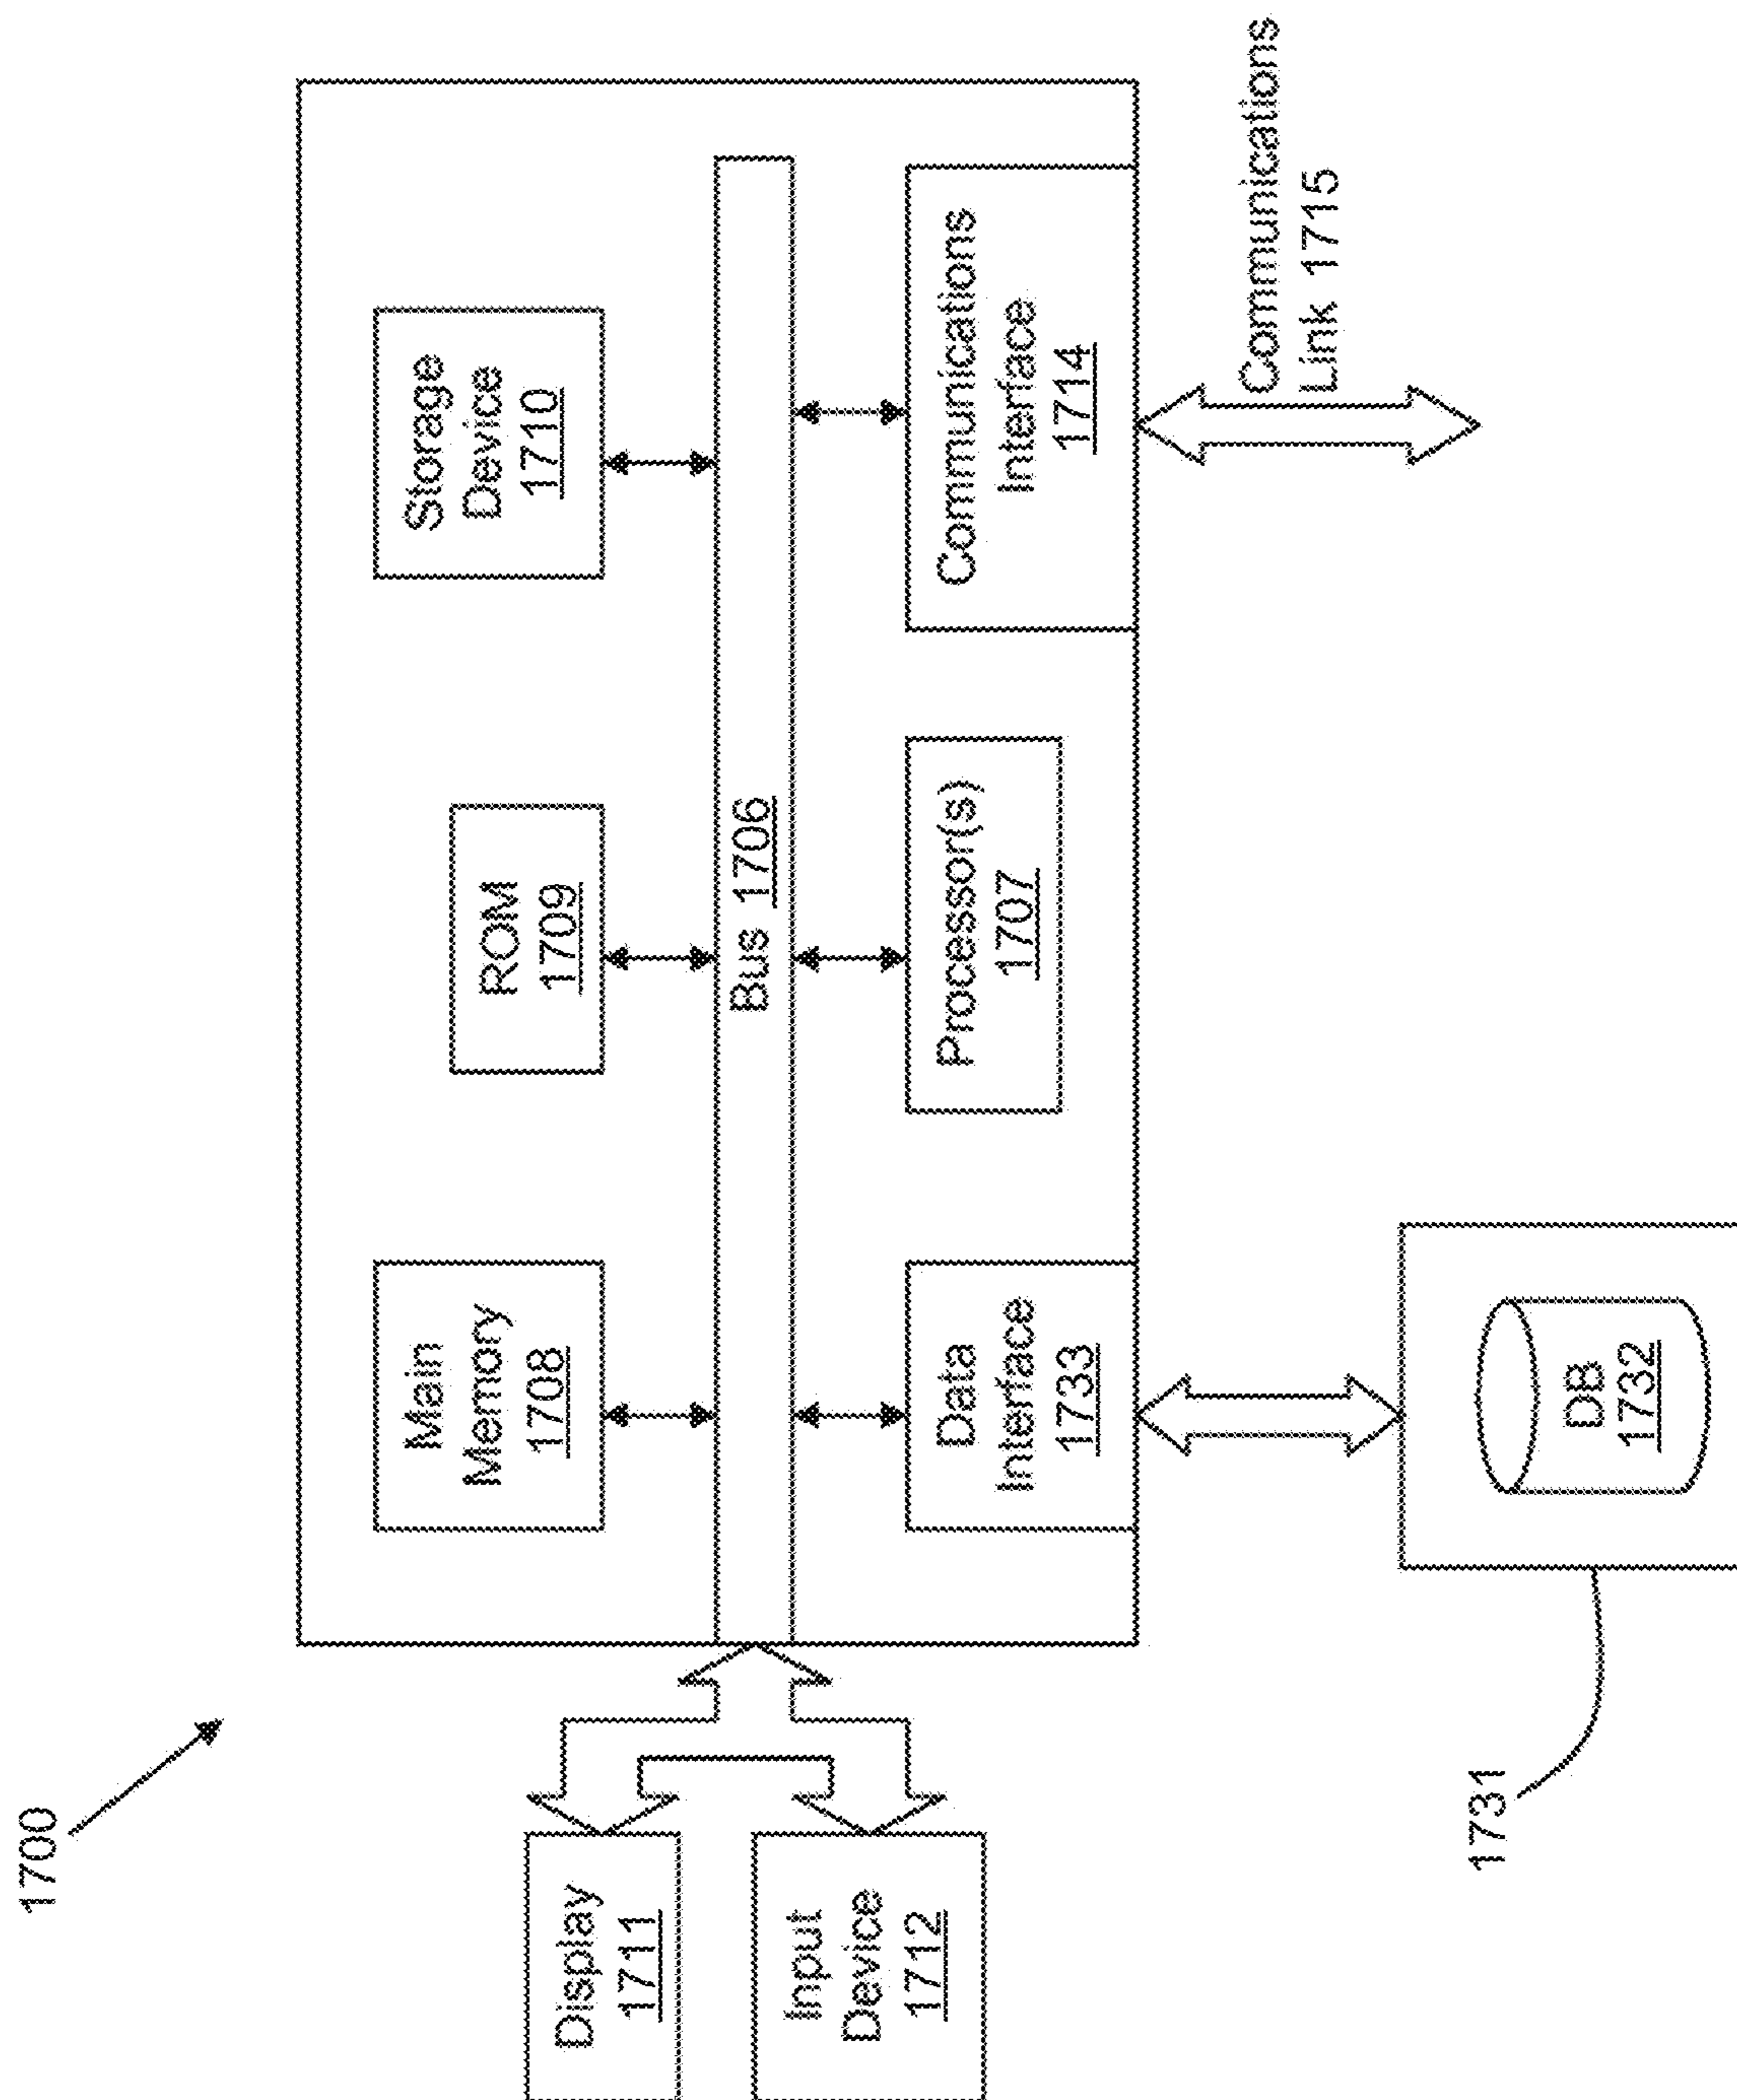 1700
Main
Memory
1708
ROM
1709
Storage
Device
1710
Display
1711
Bus 1706
Input
Device
1712
Data
Interface
1733
Processor(s)
1707
Communications
Interface
1714
Communications
Link 1715
1731
DB
1732